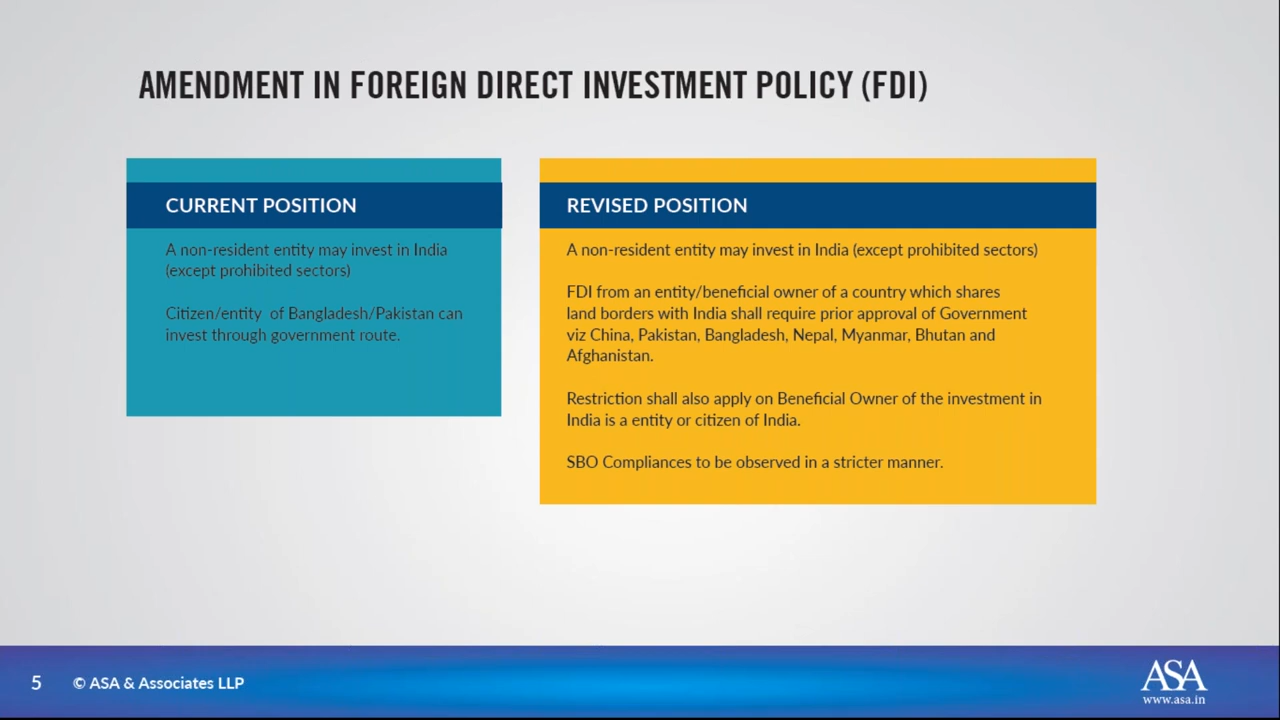 AMENDMENT IN FOREIGN DIRECT INVESTMENT POLICY (FDI)
CURRENT POSITION
A non-resident entity may invest in India
(except prohibited sectors)
Citizen/entity of Bangladesh/Pakistan can
invest through government route.
REVISED POSITION
A non-resident entity may invest in India (except prohibited sectors)
FDI from an entity/beneficial owner of a country which shares
land borders with India shall require prior approval of Government
viz China, Pakistan, Bangladesh, Nepal, Myanmar, Bhutan and
Afghanistan.
Restriction shall also apply on Beneficial Owner of the investment in
India is a entity or citizen of India.
SBO Compliances to be observed in a stricter manner.
5
© ASA & Associates LLP
ASA
www.asa.in